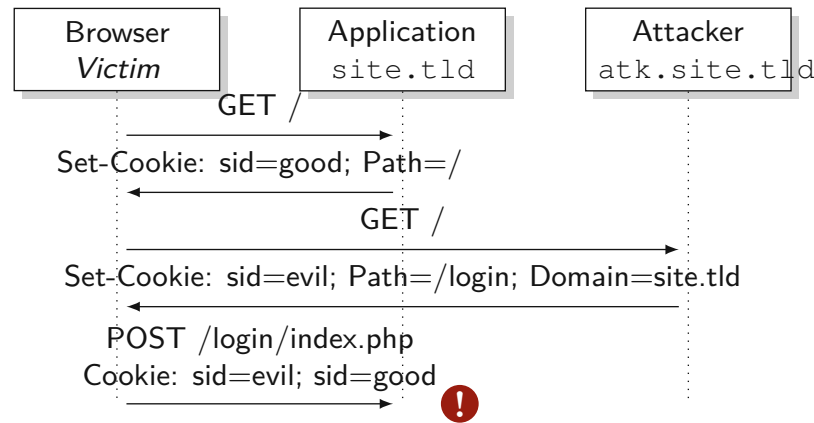 Browser
Victim
Application
site.tld
Attacker
atk.site.tld
GET /
Set-Cookie: sid=good; Path=/
GET /
Set-Cookie: sid=evil; Path=/login; Domain=site.tld
POST /login/index.php
Cookie: sid=evil; sid=good
!